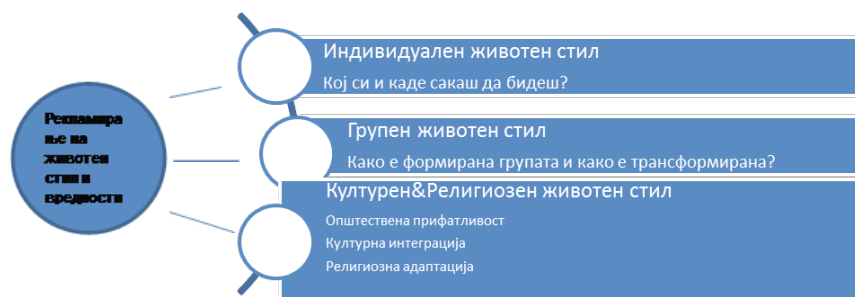 Рекламира
ње на
животен
стил и
вредности
Индивидуален животен стил
Кој си и каде сакаш да бидеш?
Групен животен стил
Како е формирана групата и како е трансформирана?
Културен&Религиозен животен стил
Општествена прифатливост
Културна интеграција
Религиозна адаптација